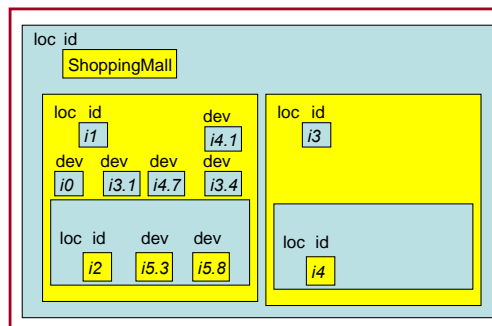 loc id
ShoppingMall
loc id
i1
dev
i4.1
dev dev dev dev
i0 i3.1 i4.7 i3.4
loc id dev dev
i2 i5.3 i5.8
loc id
i3
loc id
i4